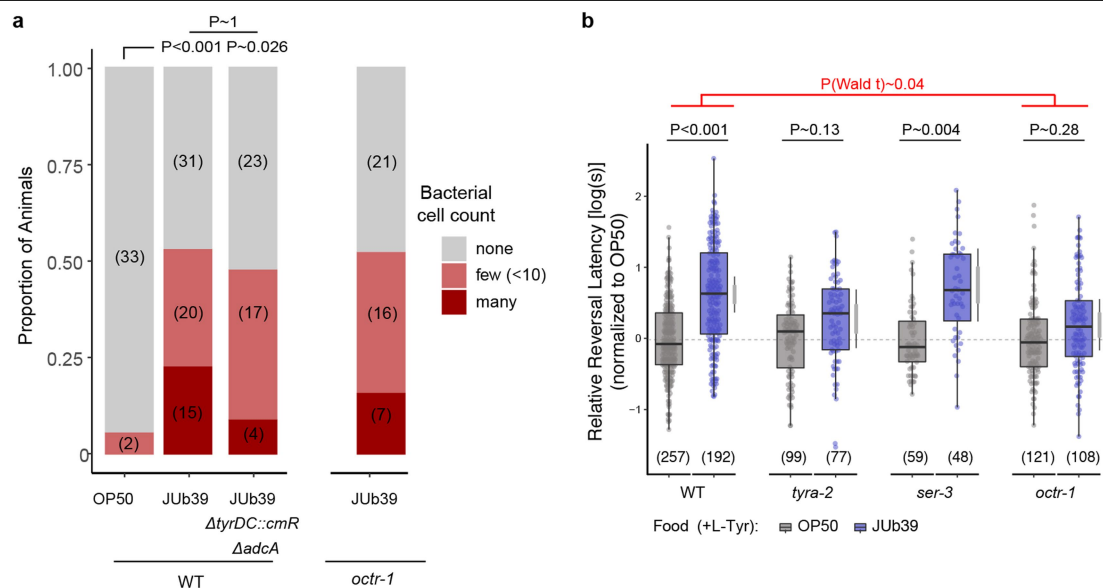 a
P~1
P<0.001 P~0.026
1.00
0.75
0.50
0.25
0
Proportion of Animals
(33)
(2)
(31)
(20)
(15)
(23)
(17)
(4)
(21)
(16)
(7)
Bacterial
cell count
none
few (<10)
many
OP50
JUb39
JUb39
ΔtyrDC::cmR
ΔadcA
JUb39
WT
octr-1
b
P(Wald t)~0.04
P<0.001
P~0.13
P~0.004
P~0.28
Relative Reversal Latency [log(s)]
(normalized to OP50)
2
1
0
−1
(257) (192) (99) (77) (59) (48) (121) (108)
WT tyra-2 ser-3 octr-1
Food (+L-Tyr): OP50 JUb39